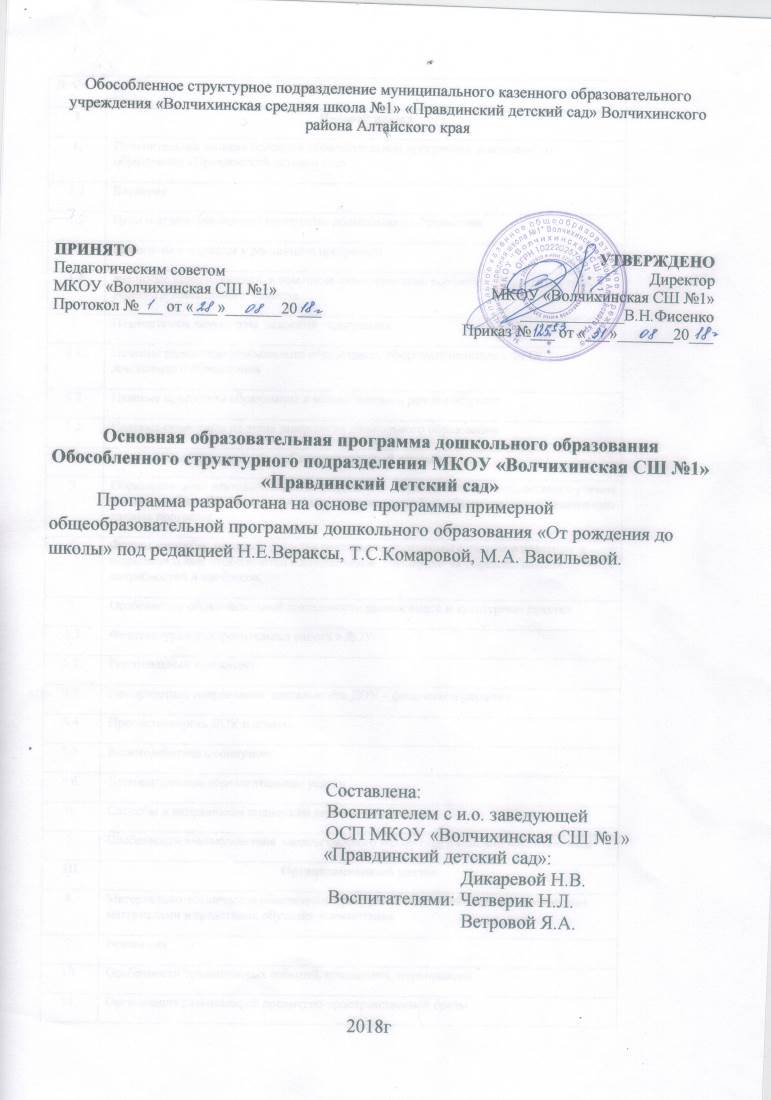 Обособленное структурное подразделение муниципального казенного образовательного
учреждения «Волчихинская средняя школа №1» «Правдинский детский сад» Волчихинского
района Алтайского края
ПРИНЯТО
Педагогическим советом
МКОУ «Волчихинская СШ №1»
Протокол № 1 от « 28 » 08 2018 г
УТВЕРЖДЕНО
Директор
МКОУ «Волчихинская СШ №1»
В.Н.Фисенко
Приказ № от « 31 » 08 2018 г
Основная образовательная программа дошкольного образования
Обособленного структурного подразделения МКОУ «Волчихинская СШ №1»
«Правдинский детский сад»
Программа разработана на основе программы примерной
общеобразовательной программы дошкольного образования «От рождения до
школы» под редакцией Н.Е.Вераксы, Т.С.Комаровой, М.А. Васильевой.
Составлена:
Воспитателем с и.о. заведующей
ОСП МКОУ «Волчихинская СШ №1»
«Правдинский детский сад»:
Дикаревой Н.В.
Воспитателями: Четверик Н.Л.
Ветровой Я.А.
2018г